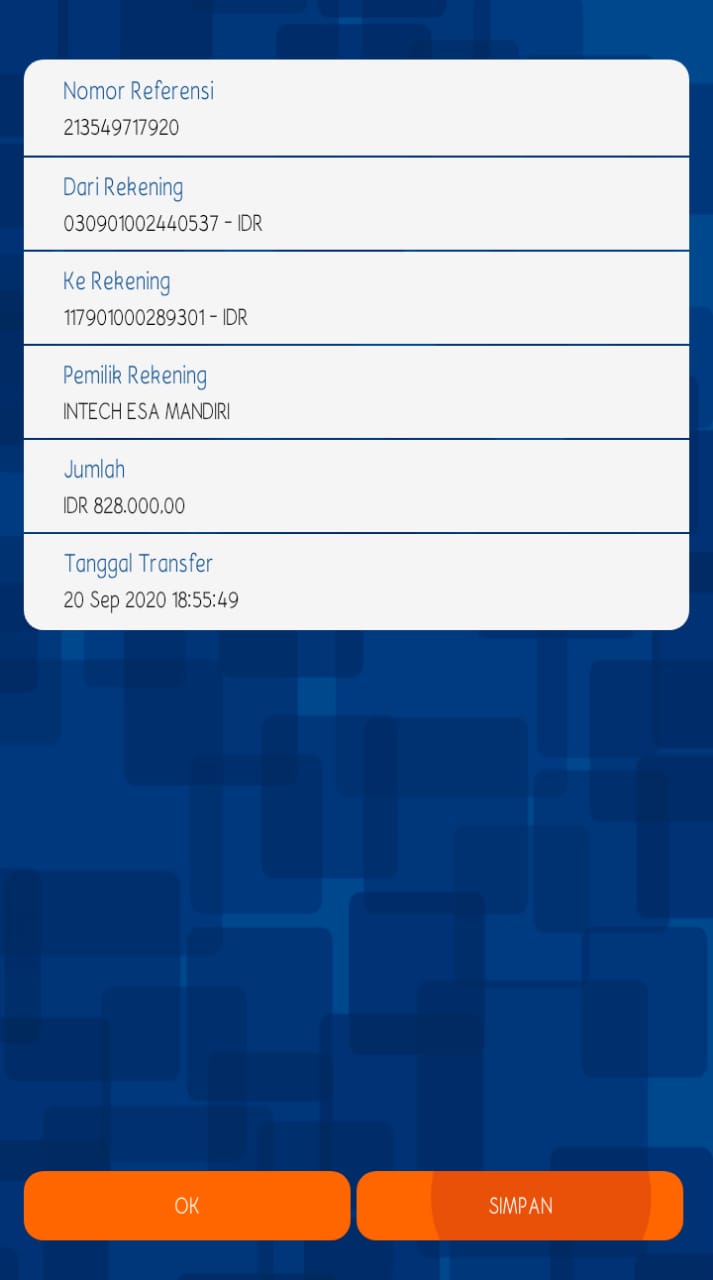 Nomor Referensi
213549717920
Dari Rekening
030901002440537 - IDR
Ke Rekening
117901000289301 - IDR
Pemilik Rekening
INTECH ESA MANDIRI
Jumlah
IDR 828.000,00
Tanggal Transfer
20 Sep 2020 18:55:49
OK
SIMPAN